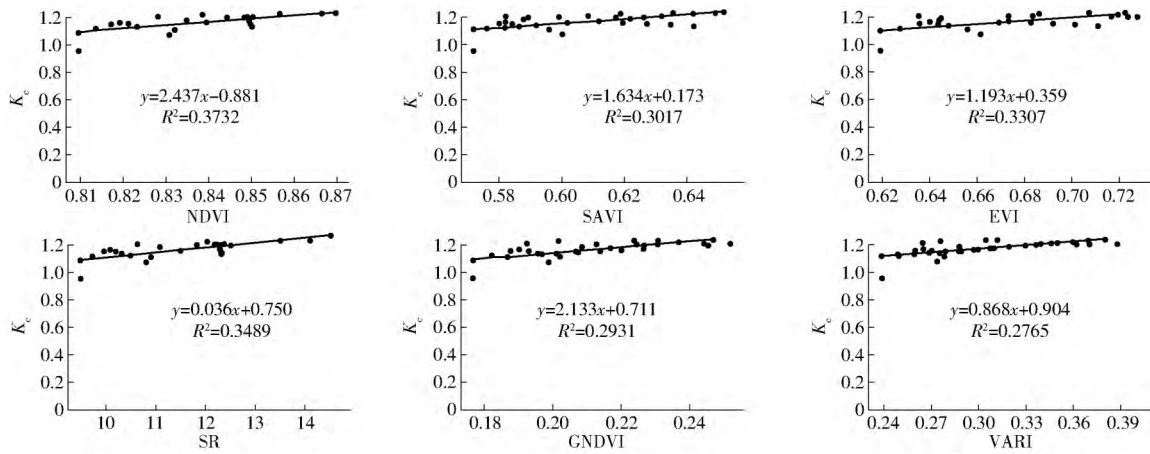 1.2
1.0
0.8
0.6
0.4
0.2
0
K_c
y=2.437x−0.881
R²=0.3732
0.81 0.82 0.83 0.84 0.85 0.86 0.87
NDVI
1.2
1.0
0.8
0.6
0.4
0.2
0
K_c
y=1.634x+0.173
R²=0.3017
0.58 0.60 0.62 0.64
SAVI
1.2
1.0
0.8
0.6
0.4
0.2
0
K_c
y=1.193x+0.359
R²=0.3307
0.62 0.64 0.66 0.68 0.70 0.72
EVI
1.2
1.0
0.8
0.6
0.4
0.2
0
K_c
y=0.036x+0.750
R²=0.3489
10 11 12 13 14
SR
1.2
1.0
0.8
0.6
0.4
0.2
0
K_c
y=2.133x+0.711
R²=0.2931
0.18 0.20 0.22 0.24
GNDVI
1.2
1.0
0.8
0.6
0.4
0.2
0
K_c
y=0.868x+0.904
R²=0.2765
0.24 0.27 0.30 0.33 0.36 0.39
VARI